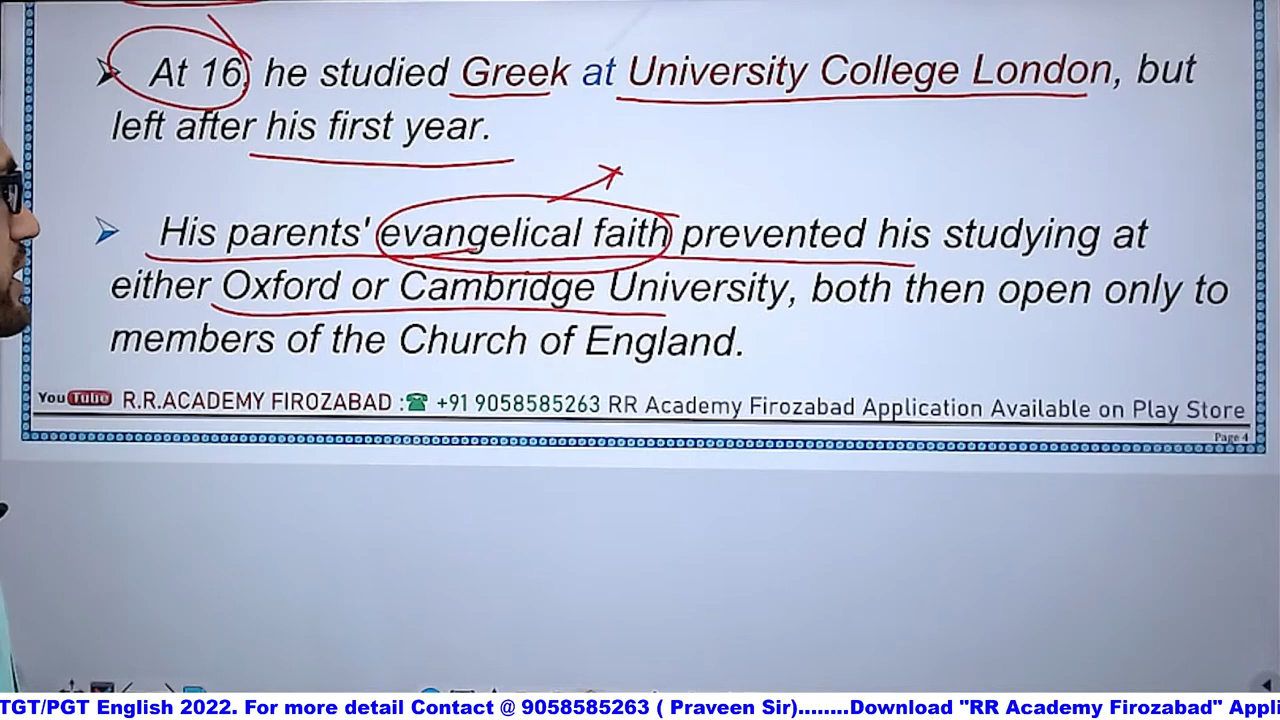 At 16, he studied Greek at University College London, but
left after his first year.
His parents' evangelical faith prevented his studying at
either Oxford or Cambridge University, both then open only to
members of the Church of England.
YouTube R.R.ACADEMY FIROZABAD :☎ +91 9058585263 RR Academy Firozabad Application Available on Play Store
Page 4
TGT/PGT English 2022. For more detail Contact @ 9058585263 ( Praveen Sir)........Download "RR Academy Firozabad" Appl